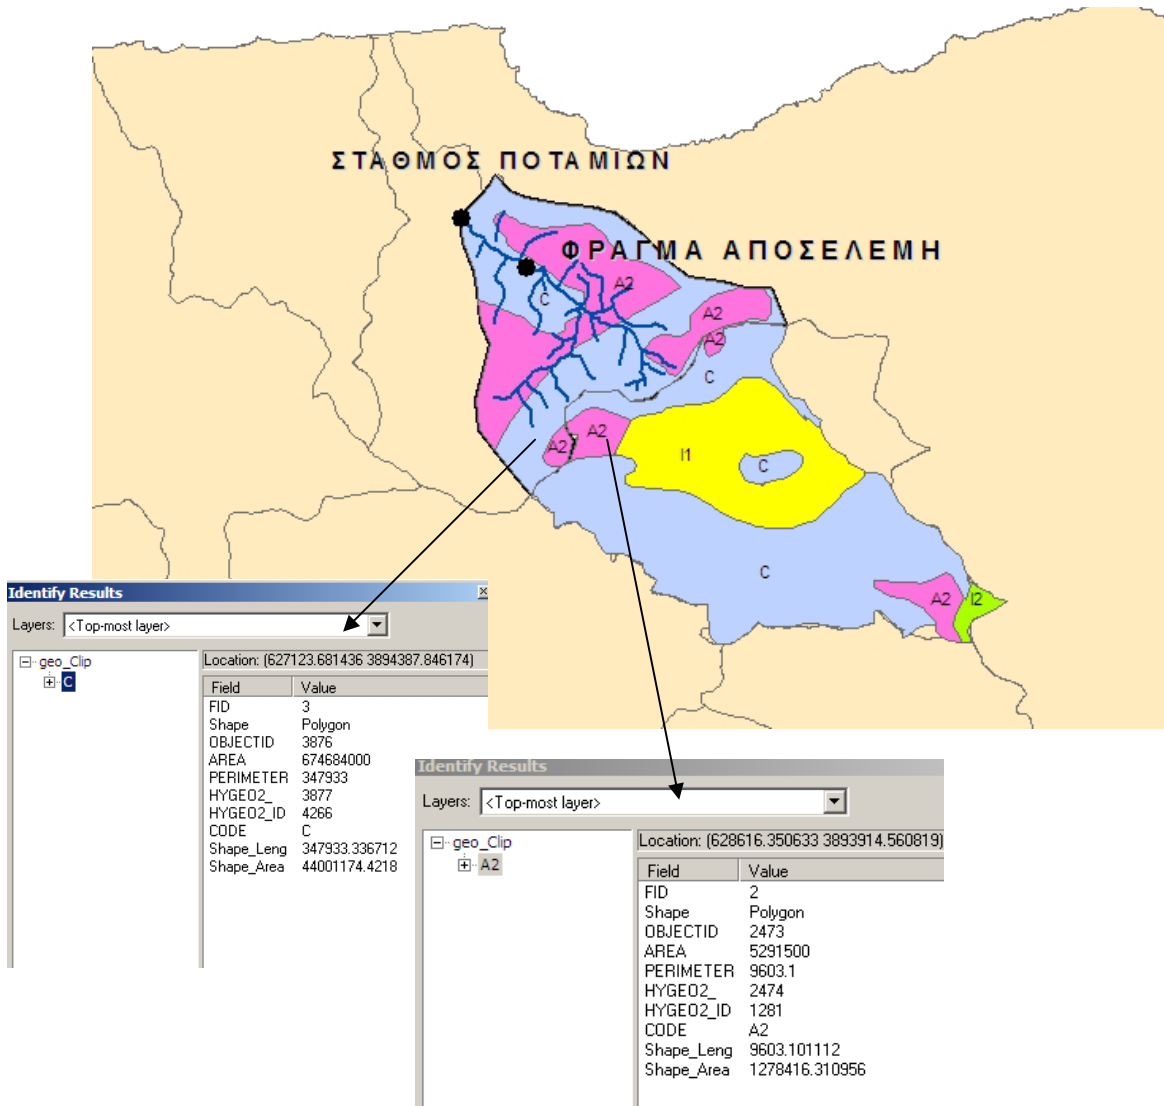 ΣΤΑΘΜΟΣ ΠΟΤΑΜΙΩΝ
ΦΡΑΓΜΑ ΑΠΟΣΕΛΕΜΗ
A2
C
A2
A2
C
A2
A2
I1
C
C
A2
I2
Identify Results
Layers: <Top-most layer>
geo_Clip
C
Location: (627123.681436 3894387.846174)
Field Value
FID 3
Shape Polygon
OBJECTID 3876
AREA 674684000
PERIMETER 347933
HYGEO2_ 3877
HYGEO2_ID 4266
CODE C
Shape_Leng 347933.336712
Shape_Area 44001174.4218
Identify Results
Layers: <Top-most layer>
geo_Clip
A2
Location: (628616.350633 3893914.560819)
Field Value
FID 2
Shape Polygon
OBJECTID 2473
AREA 5291500
PERIMETER 9603.1
HYGEO2_ 2474
HYGEO2_ID 1281
CODE A2
Shape_Leng 9603.101112
Shape_Area 1278416.310956